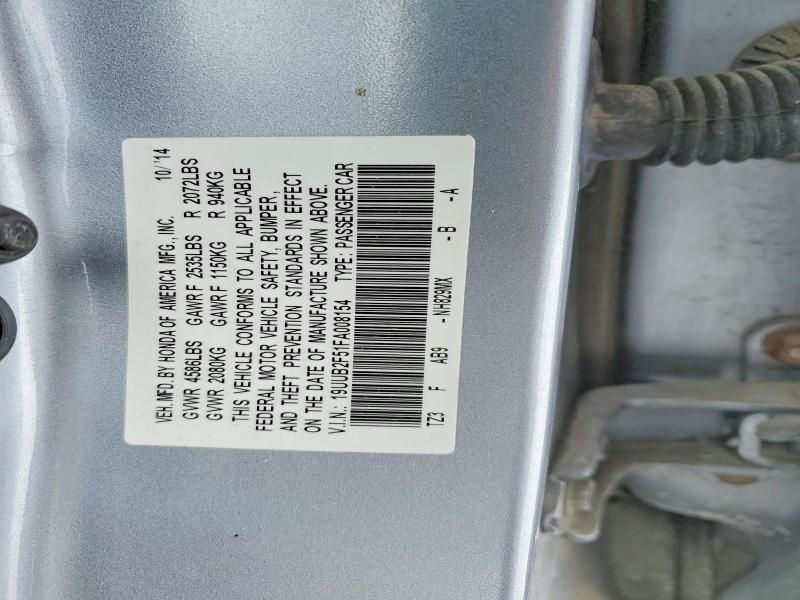 VEH. MFD. BY HONDA OF AMERICA MFG., INC. 10/'14
GVWR 4586LBS GAWR F 2535LBS R 2072LBS
GVWR 2080KG GAWR F 1150KG R 940KG
THIS VEHICLE CONFORMS TO ALL APPLICABLE
FEDERAL MOTOR VEHICLE SAFETY, BUMPER,
AND THEFT PREVENTION STANDARDS IN EFFECT
ON THE DATE OF MANUFACTURE SHOWN ABOVE.
V.I.N.: 19UUB2F51FA008154 TYPE: PASSENGER CAR
TZ3 F AB9 -NH829MX -B -A